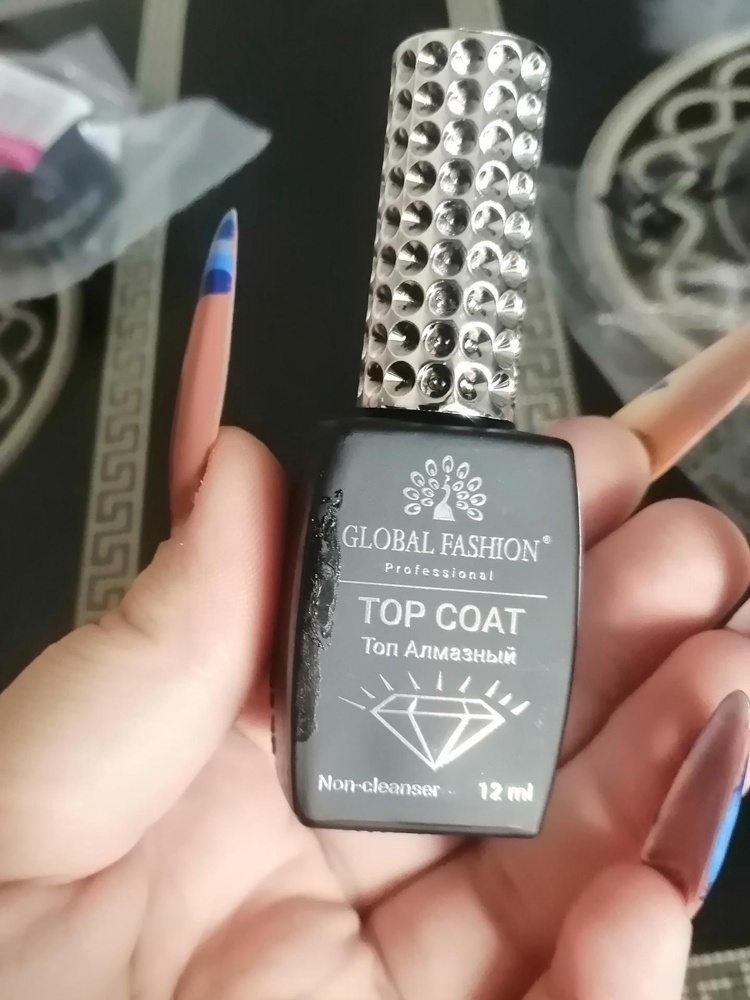 GLOBAL FASHION®
Professional
TOP COAT
Топ Алмазный
Non-cleanser 12 ml